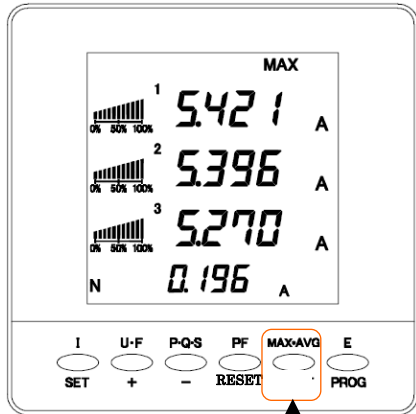 MAX
1 5.421 A
0% 50% 100%
2 5.396 A
0% 50% 100%
3 5.270 A
0% 50% 100%
N 0.196 A
I U·F P·Q·S PF MAX·AVG E
SET + − RESET PROG